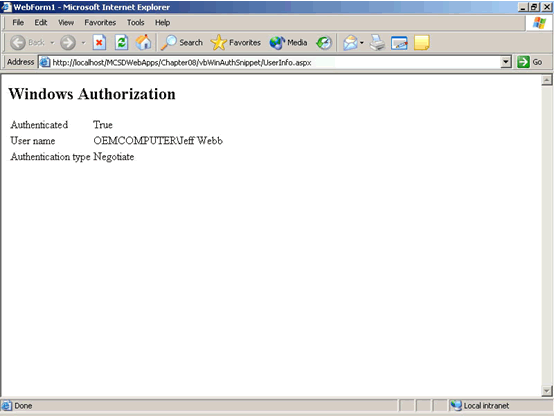 WebForm1 - Microsoft Internet Explorer
File Edit View Favorites Tools Help
Back Search Favorites Media
Address http://localhost/MCSDWebApps/Chapter08/vbWinAuthSnippet/UserInfo.aspx Go
Windows Authorization
Authenticated True
User name OEMCOMPUTER\Jeff Webb
Authentication type Negotiate
Done Local intranet